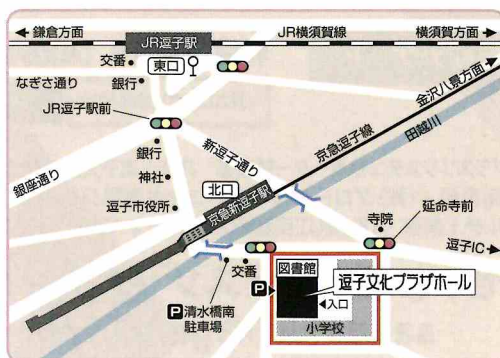 鎌倉方面
JR逗子駅
JR横須賀線
横須賀方面
交番
東口
なぎさ通り
銀行
金沢八景方面
JR逗子駅前
京急逗子線
田越川
銀行
新逗子通り
銀座通り
神社
北口
逗子市役所
京急新逗子駅
寺院
延命寺前
逗子IC
交番
図書館
逗子文化プラザホール
P
P 清水橋南
駐車場
入口
小学校